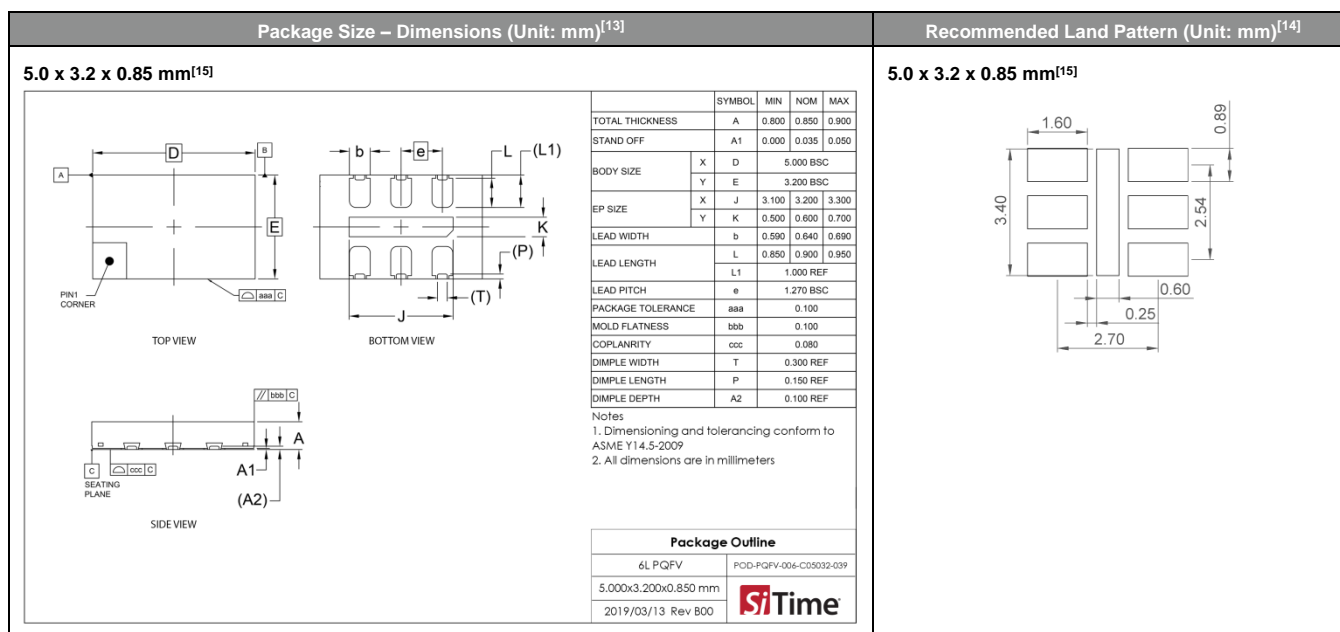 Package Size – Dimensions (Unit: mm)[13]
Recommended Land Pattern (Unit: mm)[14]
5.0 x 3.2 x 0.85 mm[15]
D
B
A
E
PIN1
CORNER
aaa C
TOP VIEW
b
e
L
(L1)
K
(P)
(T)
J
BOTTOM VIEW
// bbb C
A
A1
(A2)
C
ccc C
SEATING
PLANE
SIDE VIEW
SYMBOL MIN NOM MAX
TOTAL THICKNESS A 0.800 0.850 0.900
STAND OFF A1 0.000 0.035 0.050
BODY SIZE X D 5.000 BSC
Y E 3.200 BSC
EP SIZE X J 3.100 3.200 3.300
Y K 0.500 0.600 0.700
LEAD WIDTH b 0.590 0.640 0.690
LEAD LENGTH L 0.850 0.900 0.950
L1 1.000 REF
LEAD PITCH e 1.270 BSC
PACKAGE TOLERANCE aaa 0.100
MOLD FLATNESS bbb 0.100
COPLANRITY ccc 0.080
DIMPLE WIDTH T 0.300 REF
DIMPLE LENGTH P 0.150 REF
DIMPLE DEPTH A2 0.100 REF
Notes
1. Dimensioning and tolerancing conform to
ASME Y14.5-2009
2. All dimensions are in millimeters
Package Outline
6L PQFV
POD-PQFV-006-C05032-039
5.000x3.200x0.850 mm
2019/03/13 Rev B00
SiTime
5.0 x 3.2 x 0.85 mm[15]
1.60
0.89
3.40
2.54
0.60
0.25
2.70